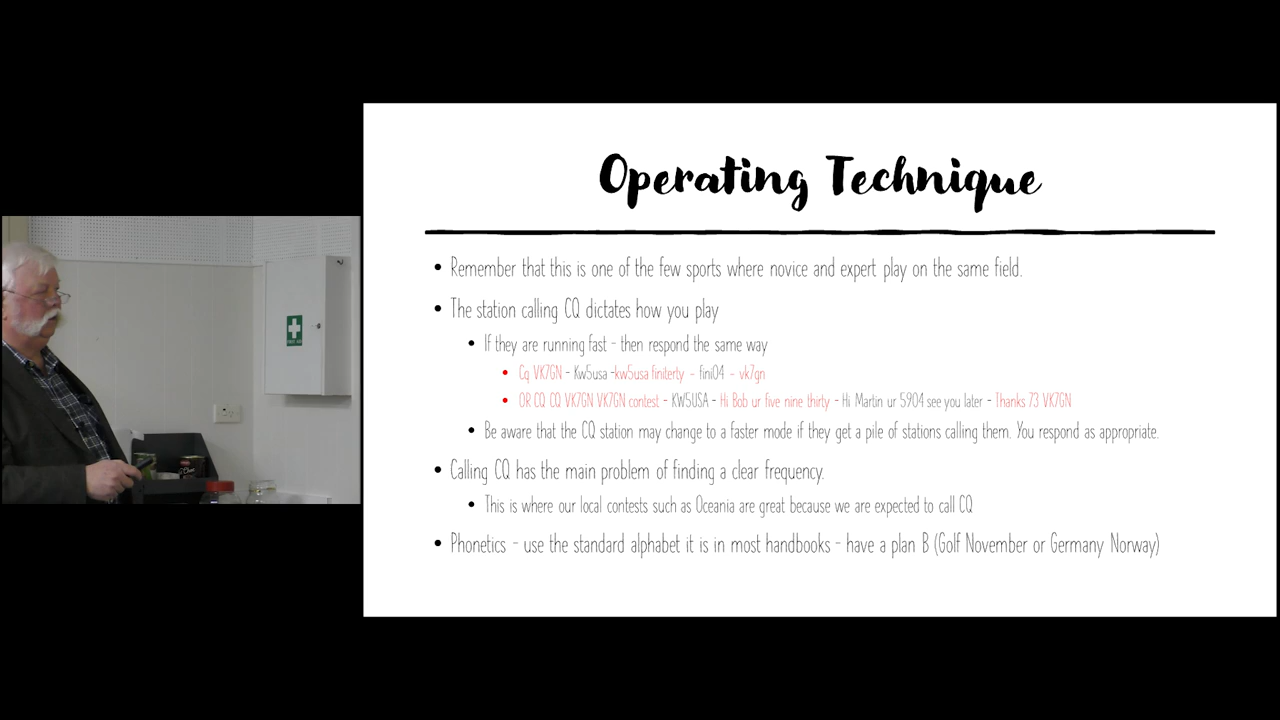 Operating Technique
• Remember that this is one of the few sports where novice and expert play on the same field.
• The station calling CQ dictates how you play
• If they are running fast - then respond the same way
• Cq VK7GN - Kw5usa -kw5usa finiterty - fini04 - vk7gn
• OR CQ CQ VK7GN VK7GN contest - KW5USA - Hi Bob ur five nine thirty - Hi Martin ur 5904 see you later - Thanks 73 VK7GN
• Be aware that the CQ station may change to a faster mode if they get a pile of stations calling them. You respond as appropriate.
• Calling CQ has the main problem of finding a clear frequency.
• This is where our local contests such as Oceania are great because we are expected to call CQ
• Phonetics - use the standard alphabet it is in most handbooks - have a plan B (Golf November or Germany Norway)
FIRST AID